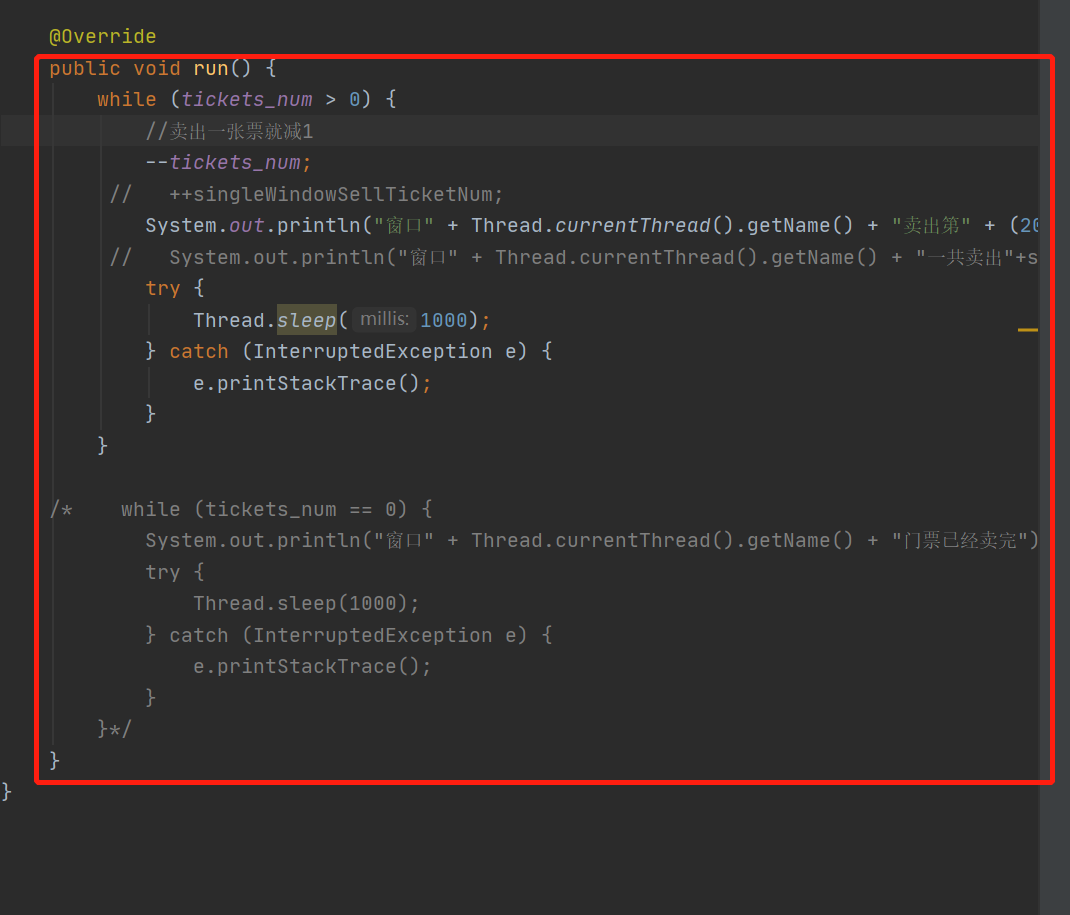 @Override
public void run() {
while (tickets_num > 0) {
//卖出一张票就减1
--tickets_num;
// ++singleWindowSellTicketNum;
System.out.println("窗口" + Thread.currentThread().getName() + "卖出第" + (20
// System.out.println("窗口" + Thread.currentThread().getName() + "一共卖出"+s
try {
Thread.sleep( millis: 1000);
} catch (InterruptedException e) {
e.printStackTrace();
}
}
/* while (tickets_num == 0) {
System.out.println("窗口" + Thread.currentThread().getName() + "门票已经卖完")
try {
Thread.sleep(1000);
} catch (InterruptedException e) {
e.printStackTrace();
}
}*/
}
}